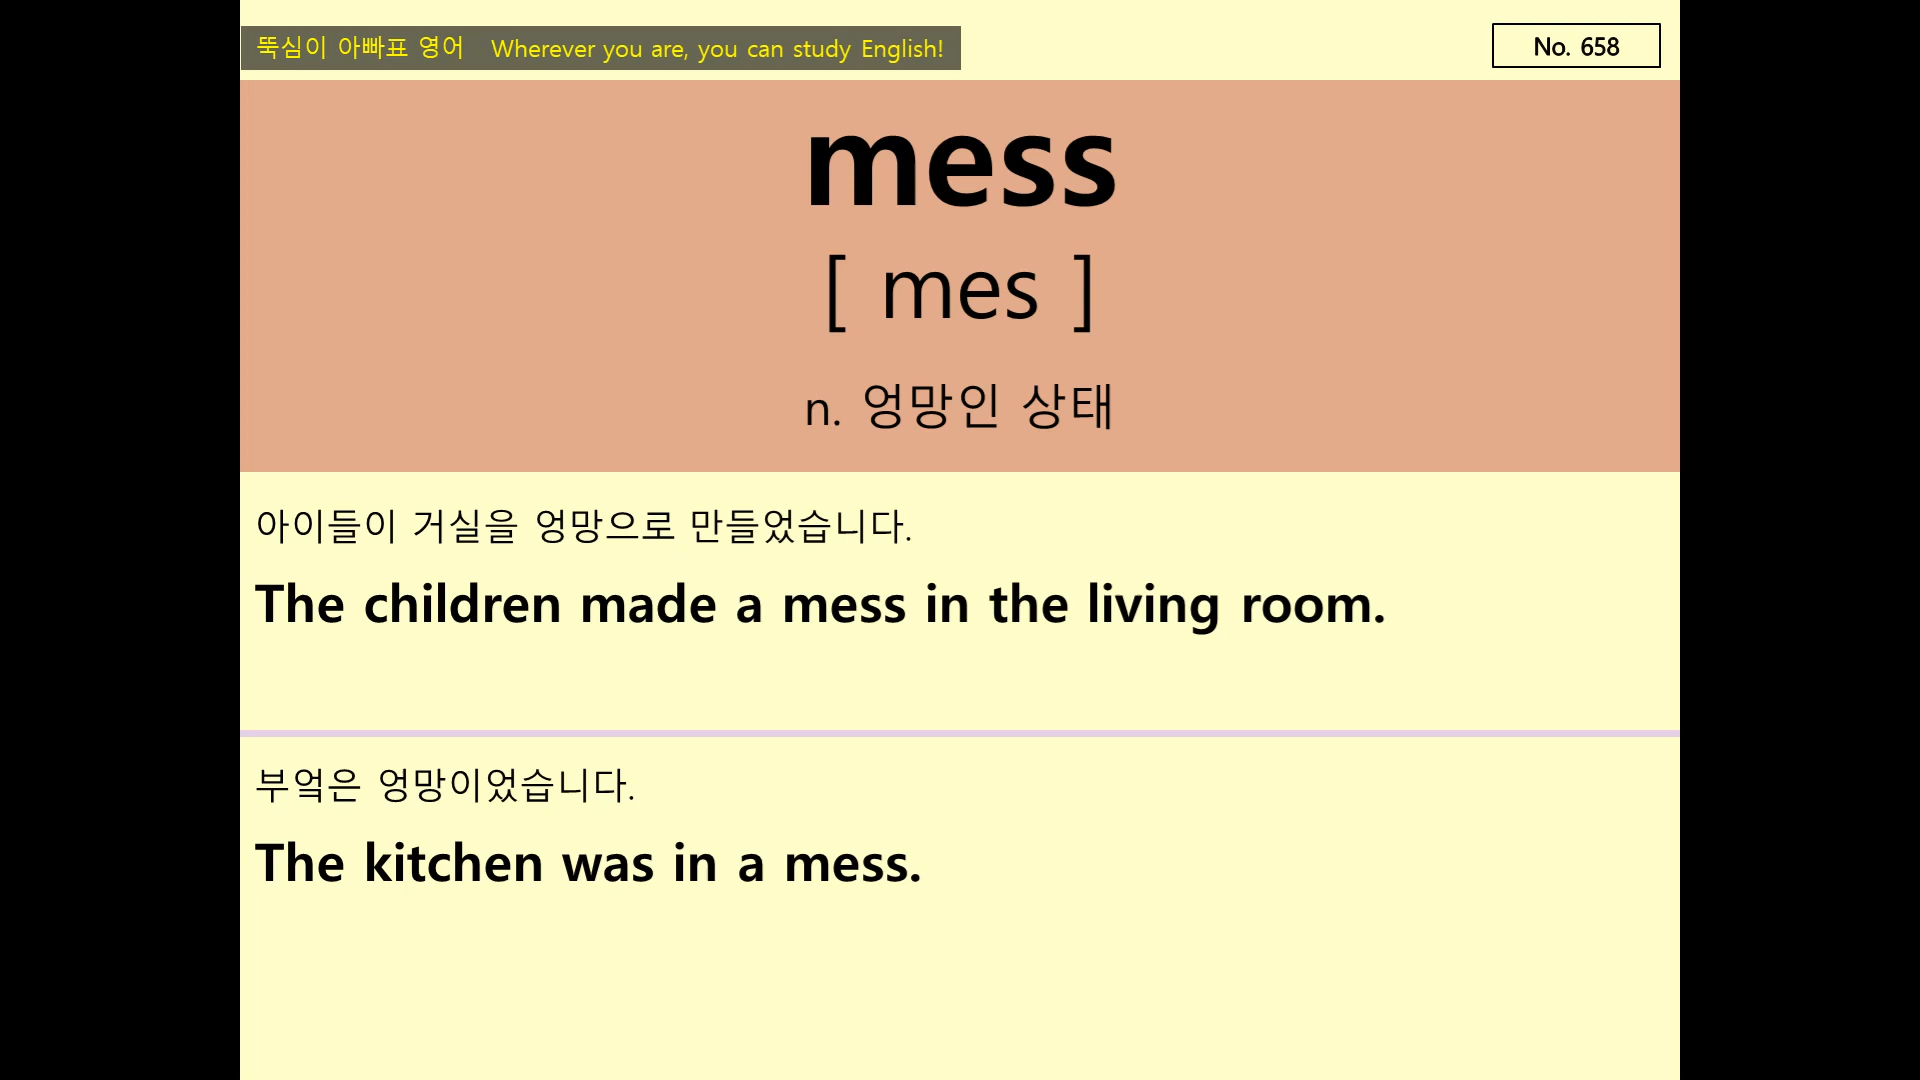 뚝심이 아빠표 영어 Wherever you are, you can study English!
No. 658
mess
[ mes ]
n. 엉망인 상태
아이들이 거실을 엉망으로 만들었습니다.
The children made a mess in the living room.
부엌은 엉망이었습니다.
The kitchen was in a mess.